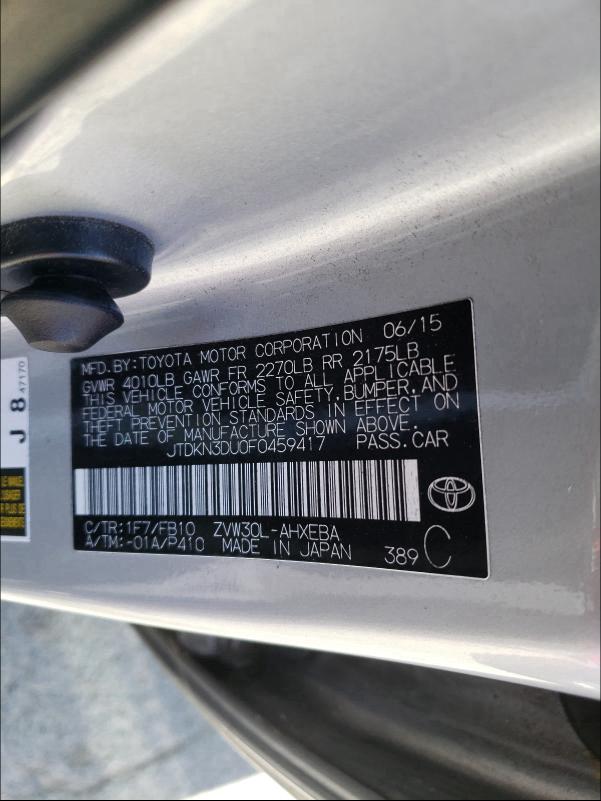 MFD.BY:TOYOTA MOTOR CORPORATION 06/15
GVWR 4010LB GAWR FR 2270LB RR 2175LB
THIS VEHICLE CONFORMS TO ALL APPLICABLE
FEDERAL MOTOR VEHICLE SAFETY,BUMPER,AND
THEFT PREVENTION STANDARDS IN EFFECT ON
THE DATE OF MANUFACTURE SHOWN ABOVE.
JTDKN3DU0F0459417 PASS.CAR
C/TR:1F7/FB10 ZVW30L-AHXEBA
A/TM:-01A/P410 MADE IN JAPAN 389 C
J 8 47170